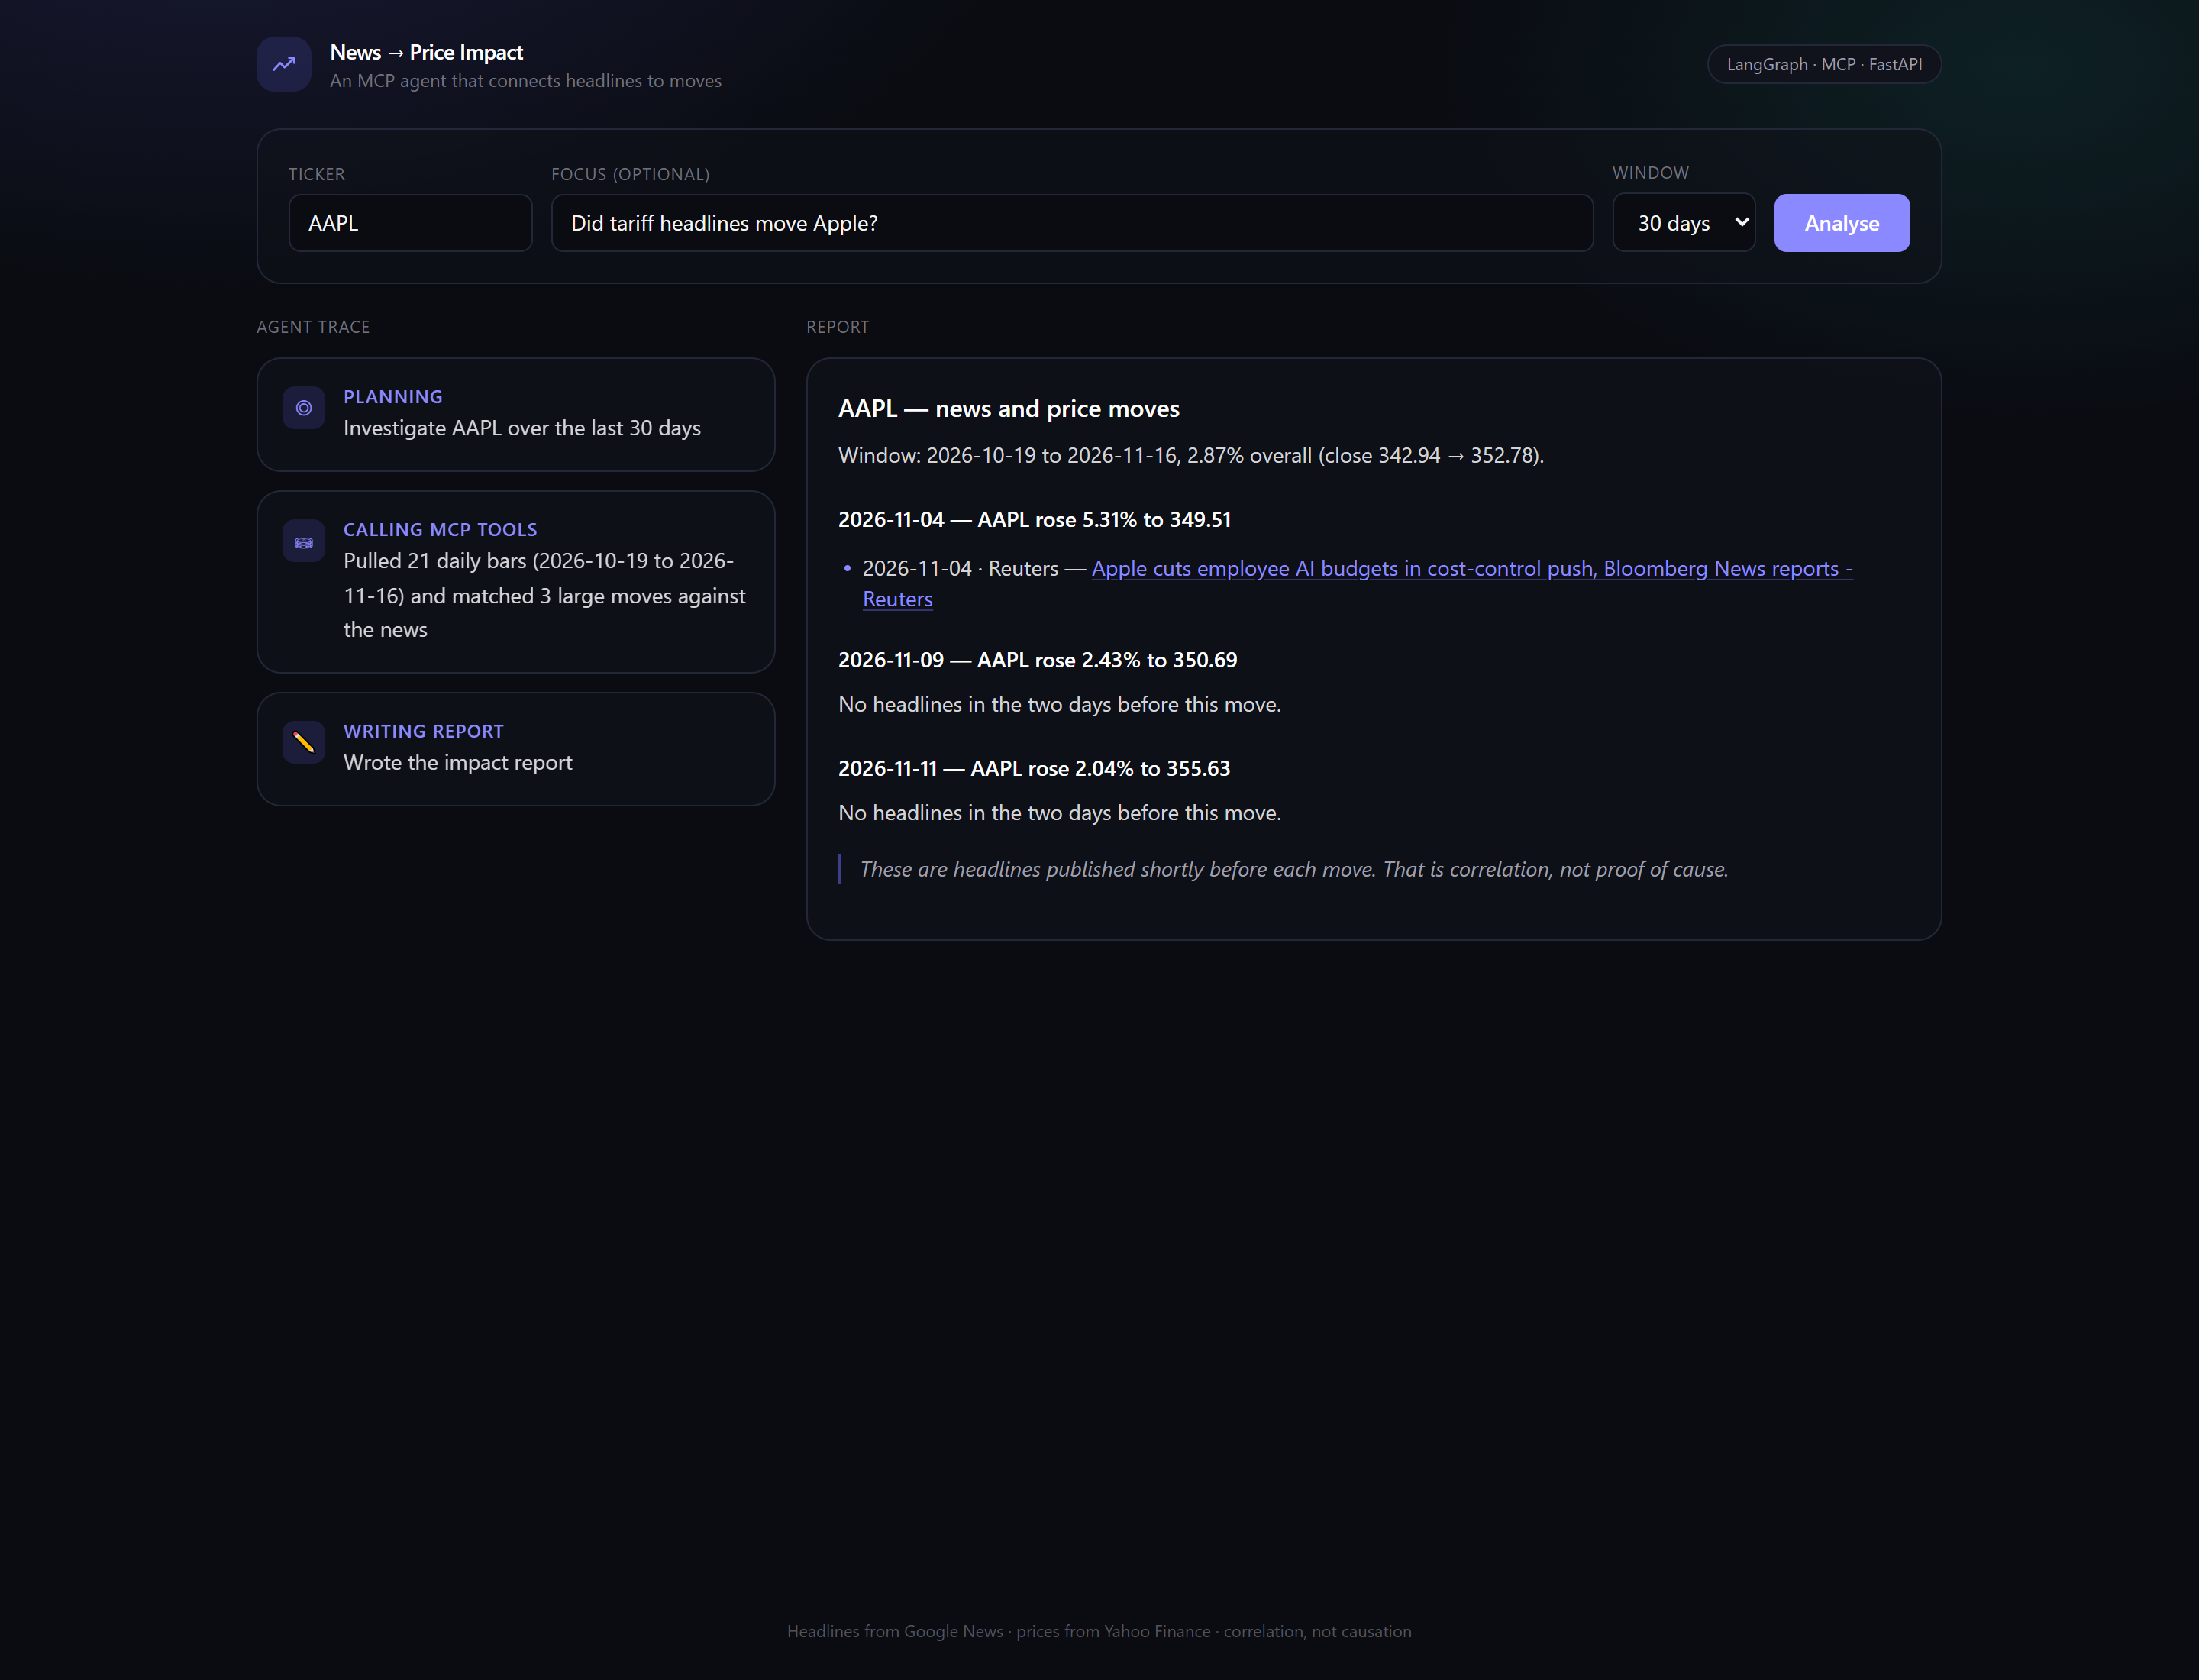 News → Price Impact
An MCP agent that connects headlines to moves
LangGraph · MCP · FastAPI
TICKER
AAPL
FOCUS (OPTIONAL)
Did tariff headlines move Apple?
WINDOW
30 days
Analyse
AGENT TRACE
PLANNING
Investigate AAPL over the last 30 days
CALLING MCP TOOLS
Pulled 21 daily bars (2026-10-19 to 2026-
11-16) and matched 3 large moves against
the news
WRITING REPORT
Wrote the impact report
REPORT
AAPL — news and price moves
Window: 2026-10-19 to 2026-11-16, 2.87% overall (close 342.94 → 352.78).
2026-11-04 — AAPL rose 5.31% to 349.51
• 2026-11-04 · Reuters — Apple cuts employee AI budgets in cost-control push, Bloomberg News reports -
Reuters
2026-11-09 — AAPL rose 2.43% to 350.69
No headlines in the two days before this move.
2026-11-11 — AAPL rose 2.04% to 355.63
No headlines in the two days before this move.
These are headlines published shortly before each move. That is correlation, not proof of cause.
Headlines from Google News · prices from Yahoo Finance · correlation, not causation